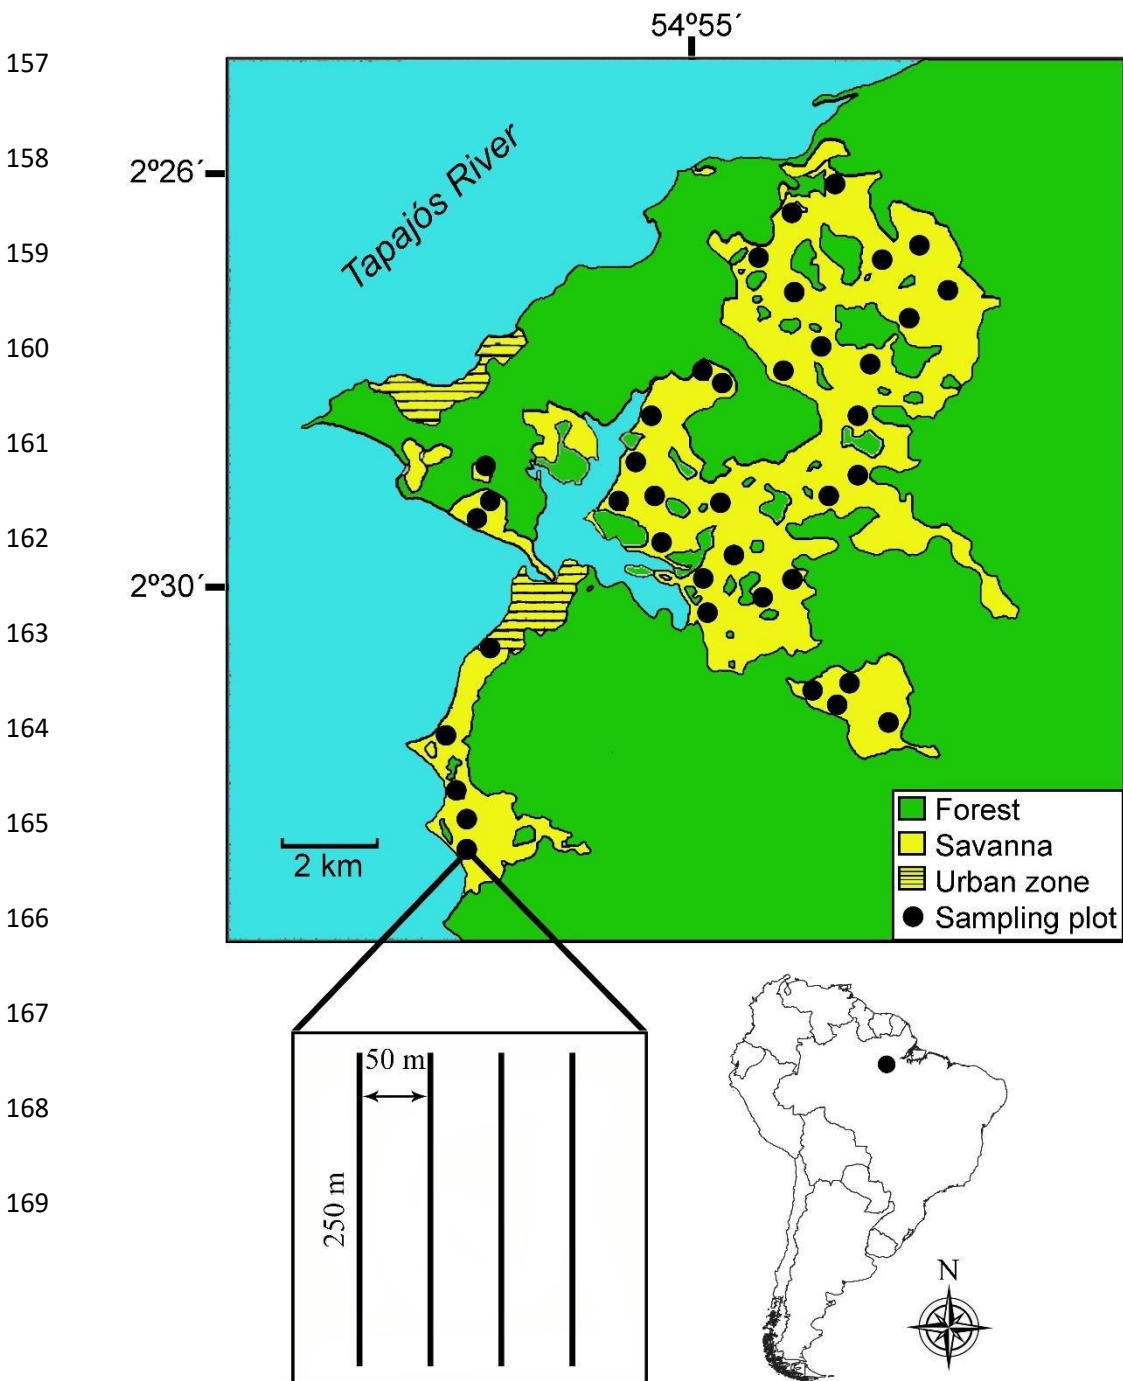 54º55´
157
158
2º26´
Tapajós River
159
160
161
162
2º30´
163
164
165
2 km
Forest
Savanna
Urban zone
Sampling plot
166
167
50 m
168
169
250 m
N